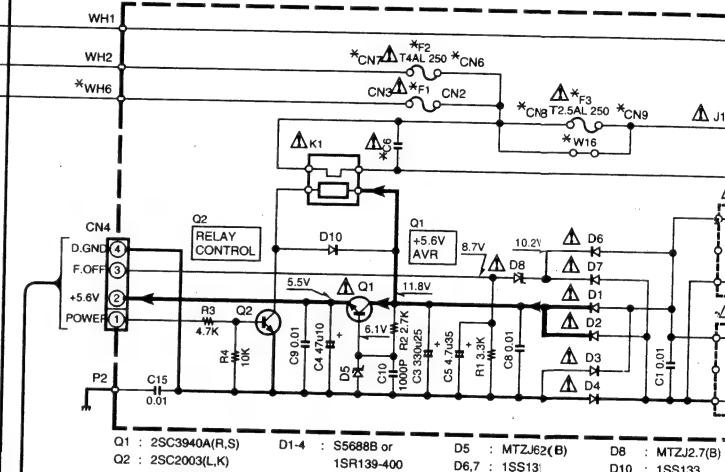 WH1
WH2
*WH6
*CN7 ⚠ *F2 T4AL 250 *CN6
CN3 ⚠ *F1 CN2
*CN8 ⚠ *F3 T2.5AL 250 *CN9
⚠ J1
*W16
⚠ K1
⚠ *C6
CN4
D.GND 4
F.OFF 3
+5.6V 2
POWER 1
Q2
RELAY
CONTROL
D10
Q1
+5.6V
AVR
8.7V
10.2V
⚠ D6
⚠ D8
⚠ D7
⚠ D1
⚠ D2
⚠ D3
⚠ D4
5.5V
⚠ Q1
11.8V
6.1V
R3
4.7K
Q2
R4
10K
C9 0.01
C4 47u10
+
D5
C10
1000P
R2 2.7K
C3 330u25
+
C5 4.7u35
+
R1 3.3K
C8 0.01
C1 0.01
P2
C15
0.01
Q1 : 2SC3940A(R,S) D1-4 : S5688B or D5 : MTZJ62(B) D8 : MTZJ2.7(B)
Q2 : 2SC2003(L,K) 1SR139-400 D6,7 : 1SS13 D10 : 1SS133